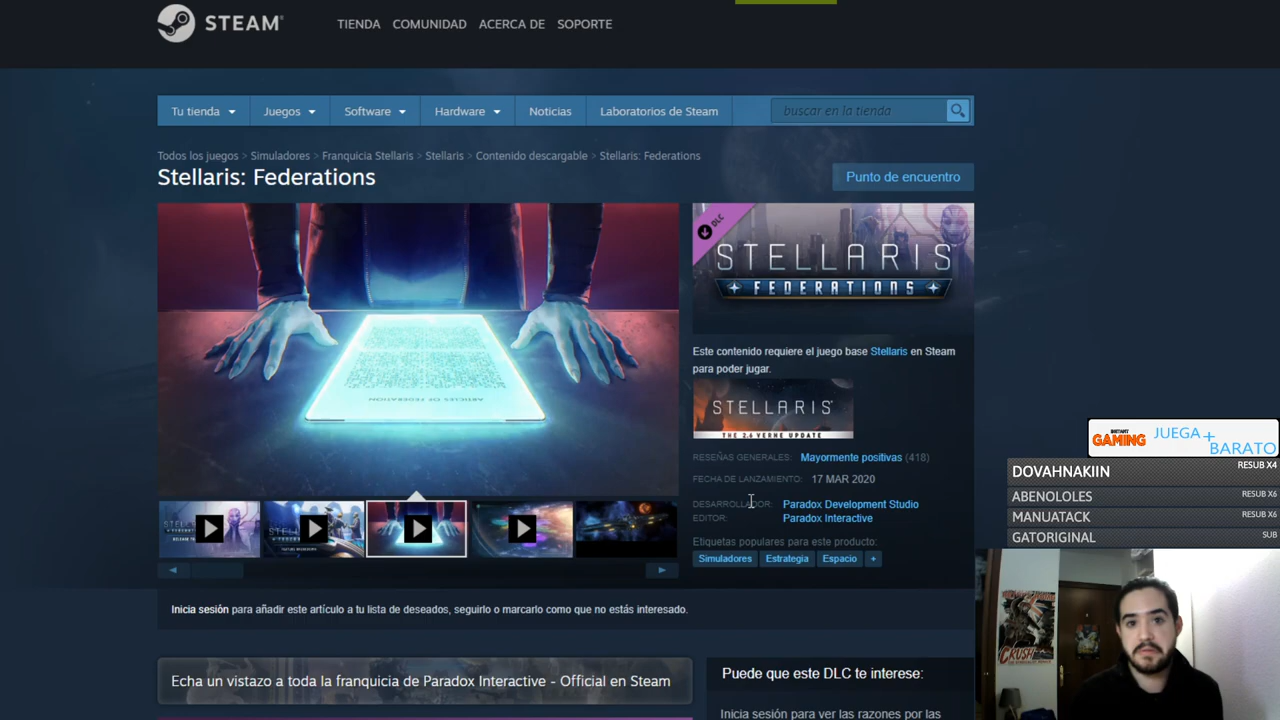 STEAM
TIENDA COMUNIDAD ACERCA DE SOPORTE
Tu tienda Juegos Software Hardware Noticias Laboratorios de Steam buscar en la tienda
Todos los juegos > Simuladores > Franquicia Stellaris > Stellaris > Contenido descargable > Stellaris: Federations
Stellaris: Federations
Punto de encuentro
DLC
STELLARIS
FEDERATIONS
ARTICLES OF FEDERATION
Este contenido requiere el juego base Stellaris en Steam
para poder jugar.
STELLARIS
THE 2.6 VERNE UPDATE
RESEÑAS GENERALES: Mayormente positivas (418)
FECHA DE LANZAMIENTO: 17 MAR 2020
DESARROLLADOR: Paradox Development Studio
EDITOR: Paradox Interactive
Etiquetas populares para este producto:
Simuladores Estrategia Espacio +
Inicia sesión para añadir este artículo a tu lista de deseados, seguirlo o marcarlo como que no estás interesado.
Echa un vistazo a toda la franquicia de Paradox Interactive - Official en Steam
Puede que este DLC te interese:
Inicia sesión para ver las razones por las
INSTANT GAMING JUEGA + BARATO
DOVAHNAKIIN RESUB X4
ABENOLOLES RESUB X6
MANUATACK RESUB X6
GATORIGINAL SUB
CRUSH